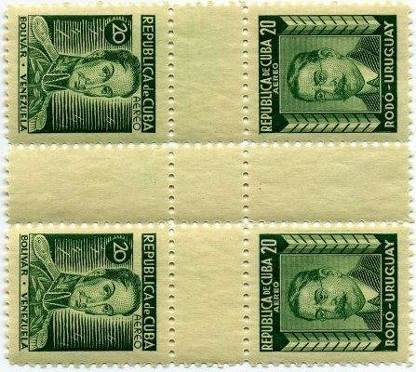 20
REPUBLICA de CUBA
AEREO
BOLIVAR • VENEZUELA
REPUBLICA DE CUBA 20
AEREO
RODO - URUGUAY
20
REPUBLICA de CUBA
AEREO
BOLIVAR • VENEZUELA
REPUBLICA DE CUBA 20
AEREO
RODO - URUGUAY